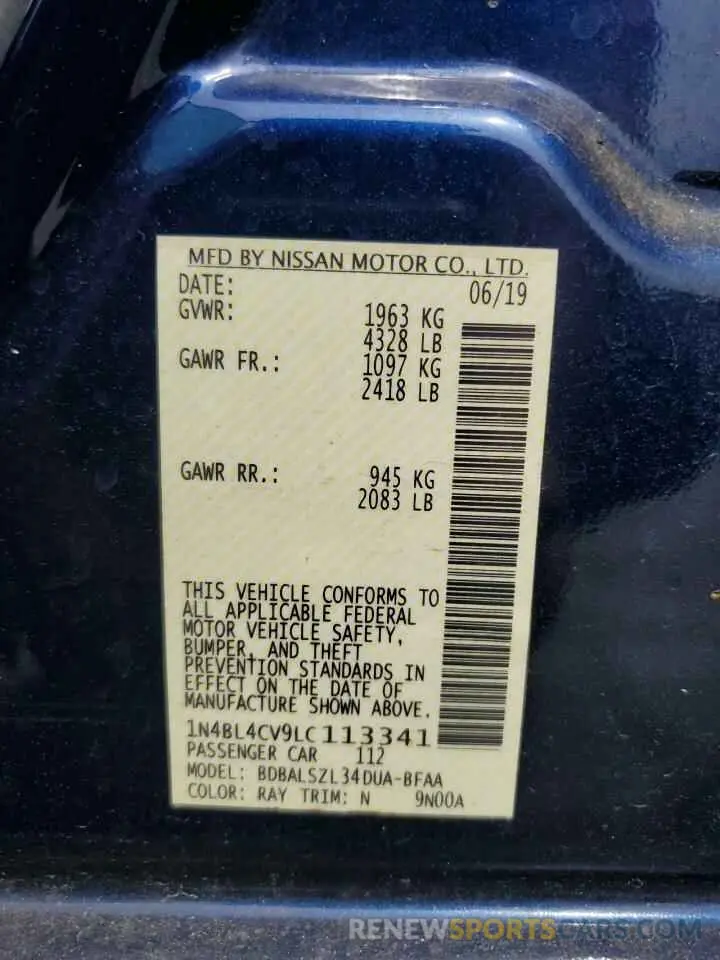 MFD BY NISSAN MOTOR CO., LTD.
DATE: 06/19
GVWR: 1963 KG
4328 LB
GAWR FR.: 1097 KG
2418 LB
GAWR RR.: 945 KG
2083 LB
THIS VEHICLE CONFORMS TO
ALL APPLICABLE FEDERAL
MOTOR VEHICLE SAFETY,
BUMPER, AND THEFT
PREVENTION STANDARDS IN
EFFECT ON THE DATE OF
MANUFACTURE SHOWN ABOVE.
1N4BL4CV9LC113341
PASSENGER CAR 112
MODEL: BDBALSZL34DUA-BFAA
COLOR: RAY TRIM: N 9N00A
RENEWSPORTSCARS.COM